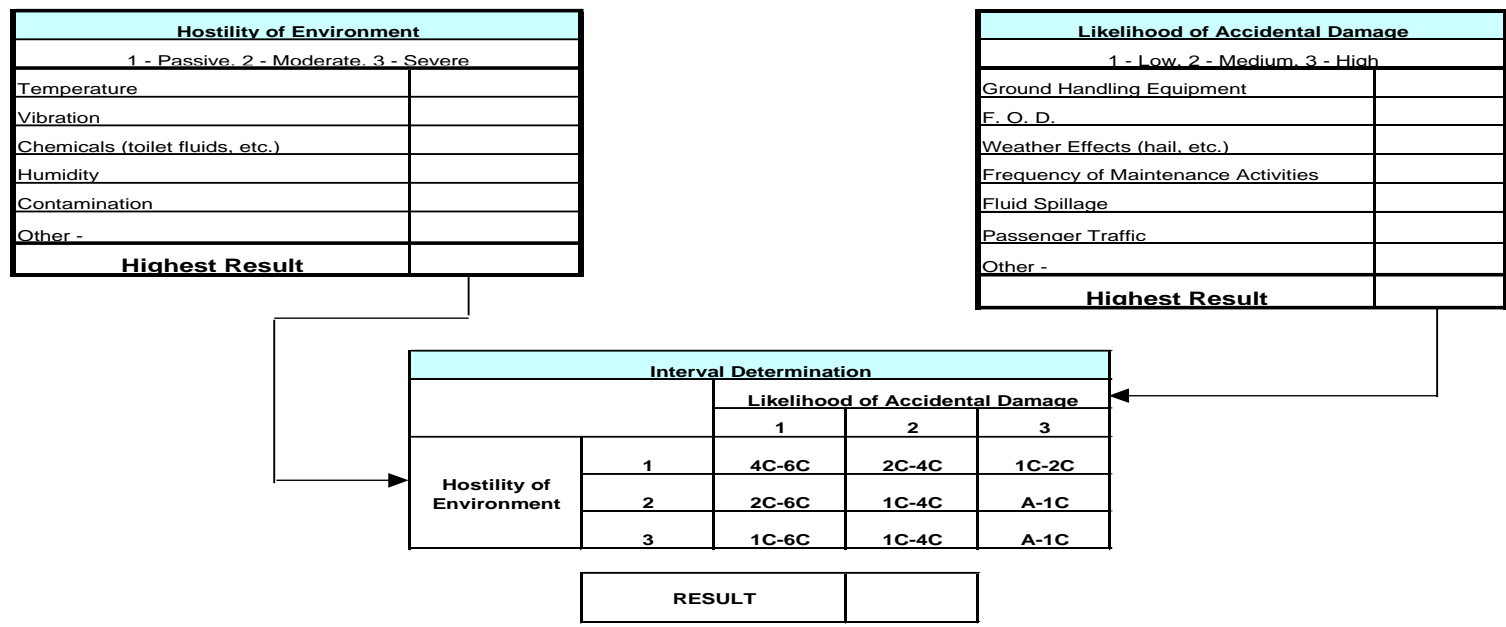 Hostility of Environment
1 - Passive, 2 - Moderate, 3 - Severe
Temperature
Vibration
Chemicals (toilet fluids, etc.)
Humidity
Contamination
Other -
Highest Result
Likelihood of Accidental Damage
1 - Low, 2 - Medium, 3 - High
Ground Handling Equipment
F. O. D.
Weather Effects (hail, etc.)
Frequency of Maintenance Activities
Fluid Spillage
Passenger Traffic
Other -
Highest Result
Interval Determination
Likelihood of Accidental Damage
1 2 3
Hostility of
Environment
1 4C-6C 2C-4C 1C-2C
2 2C-6C 1C-4C A-1C
3 1C-6C 1C-4C A-1C
RESULT